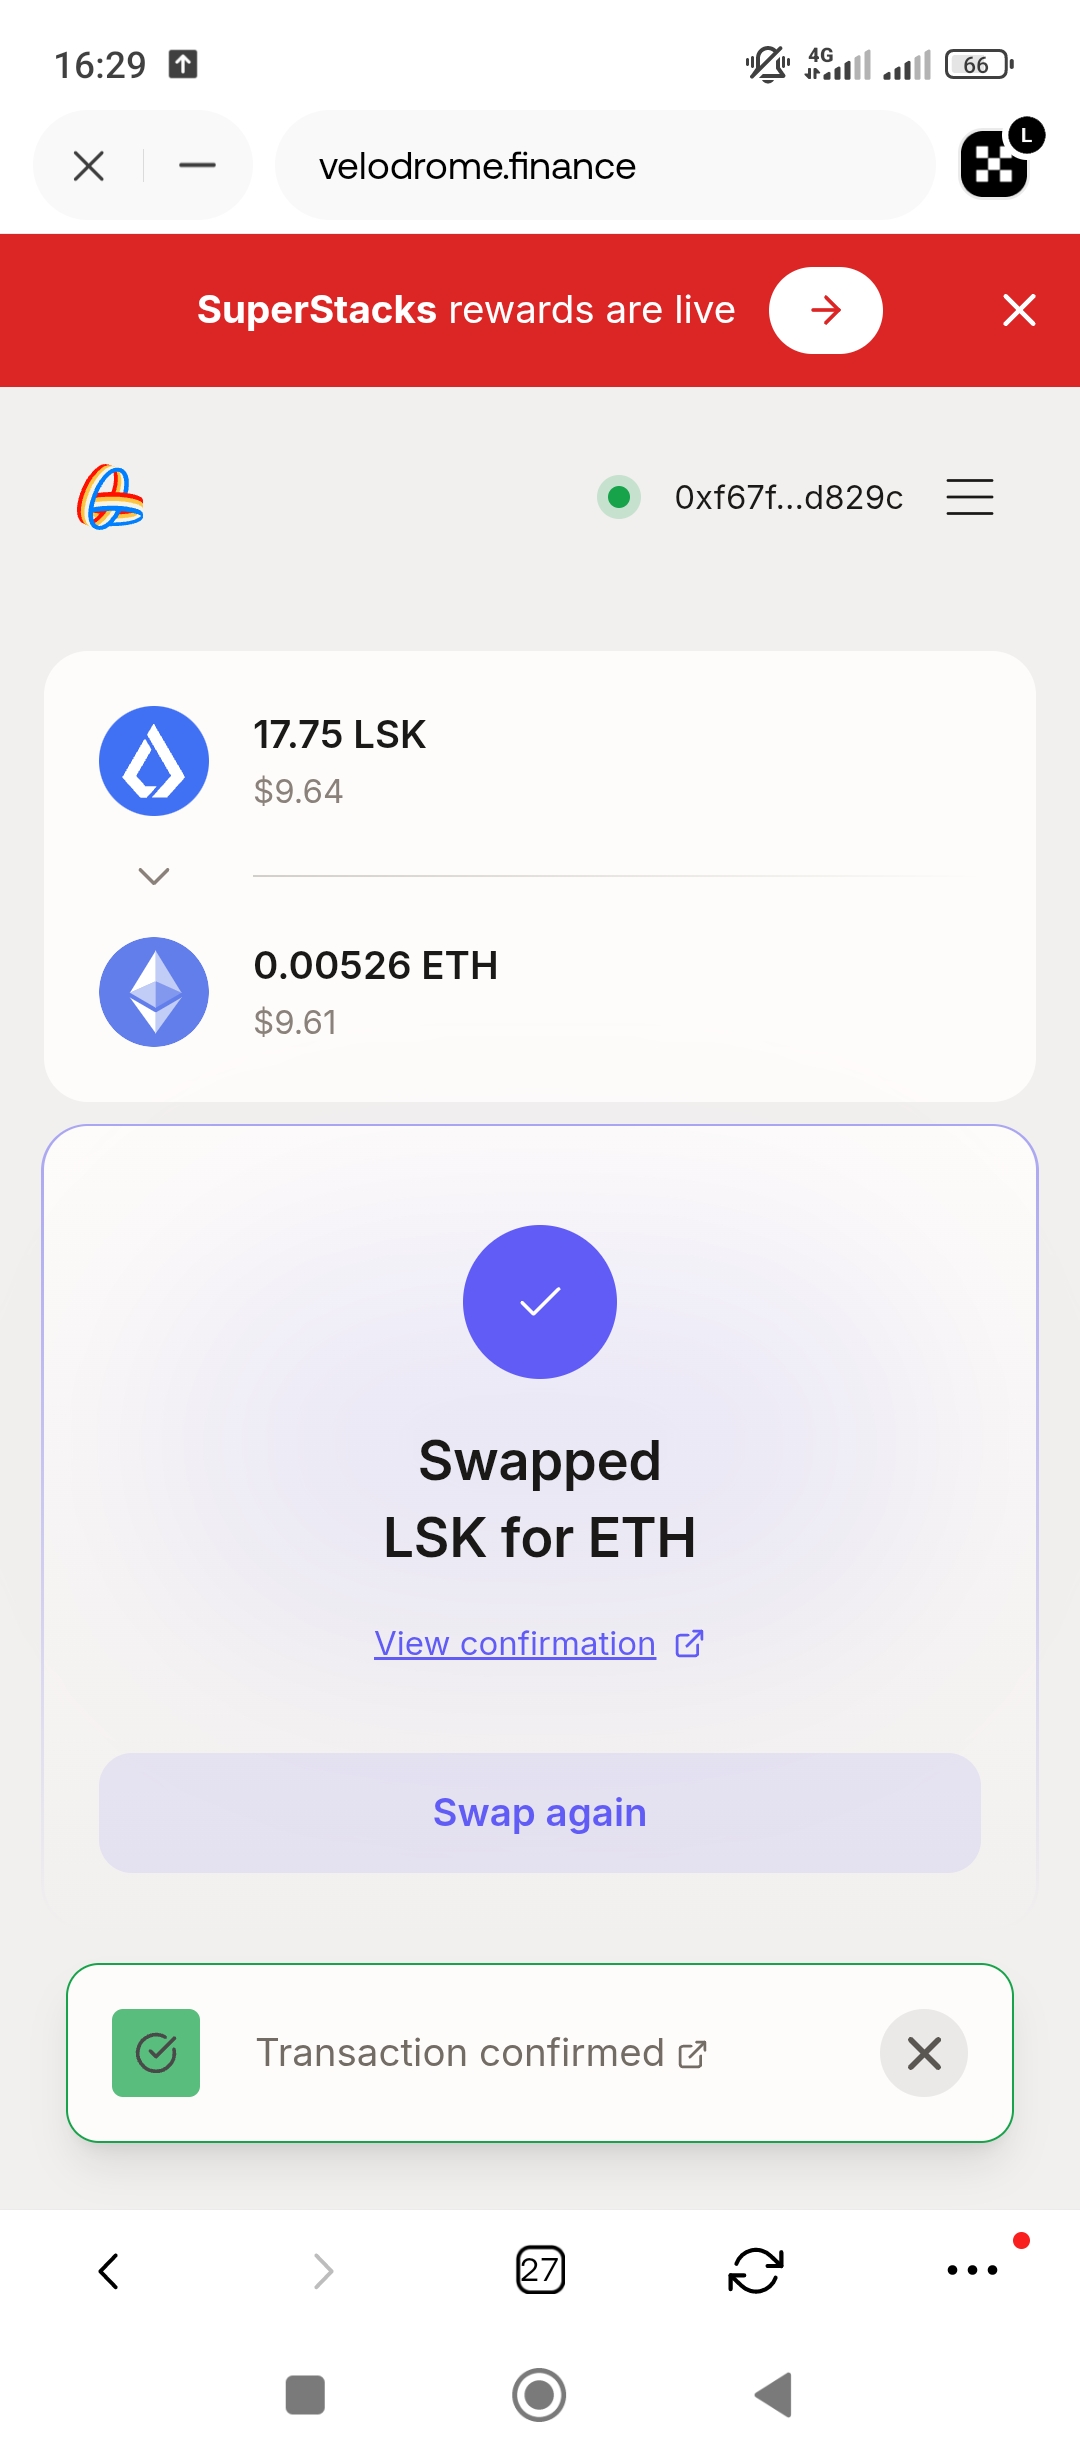 16:29
4G
66
velodrome.finance
L
SuperStacks rewards are live
0xf67f...d829c
17.75 LSK
$9.64
0.00526 ETH
$9.61
Swapped
LSK for ETH
View confirmation
Swap again
Transaction confirmed
27